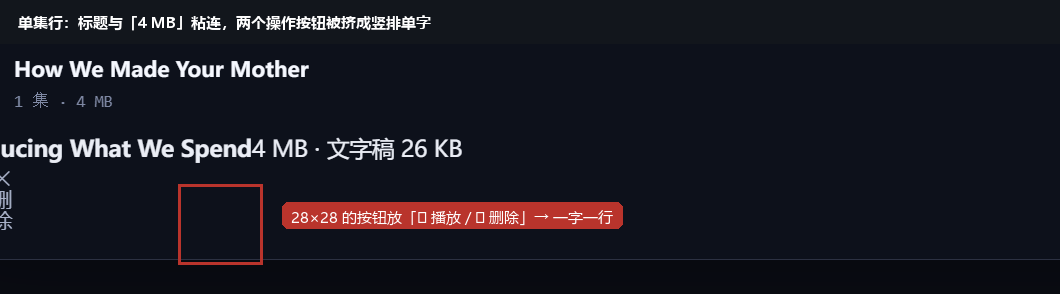 单集行：标题与「4 MB」粘连，两个操作按钮被挤成竖排单字
How We Made Your Mother
1 集 · 4 MB
ucing What We Spend4 MB · 文字稿 26 KB
×
删
除
28×28 的按钮放「▯ 播放 / ▯ 删除」→ 一字一行